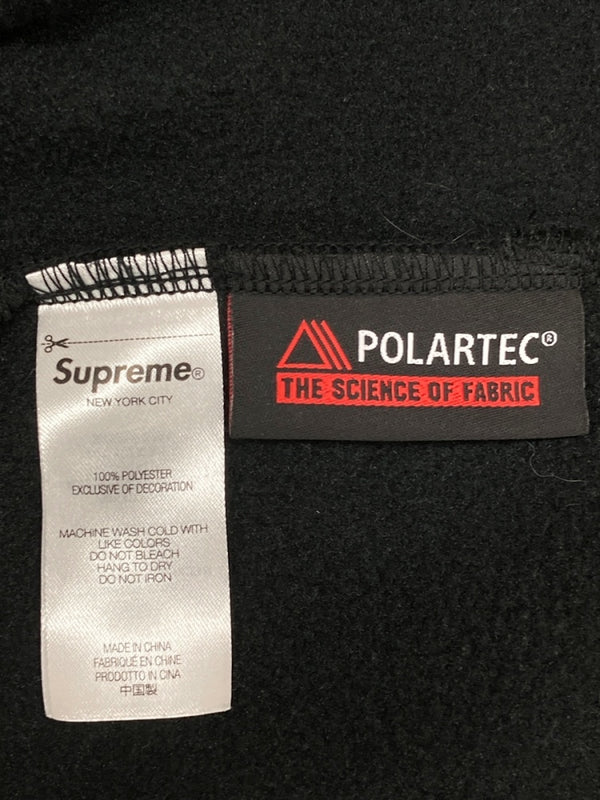 Supreme®
NEW YORK CITY
100% POLYESTER
EXCLUSIVE OF DECORATION
MACHINE WASH COLD WITH
LIKE COLORS
DO NOT BLEACH
HANG TO DRY
DO NOT IRON
MADE IN CHINA
FABRIQUÉ EN CHINE
PRODOTTO IN CINA
中国製
POLARTEC®
THE SCIENCE OF FABRIC